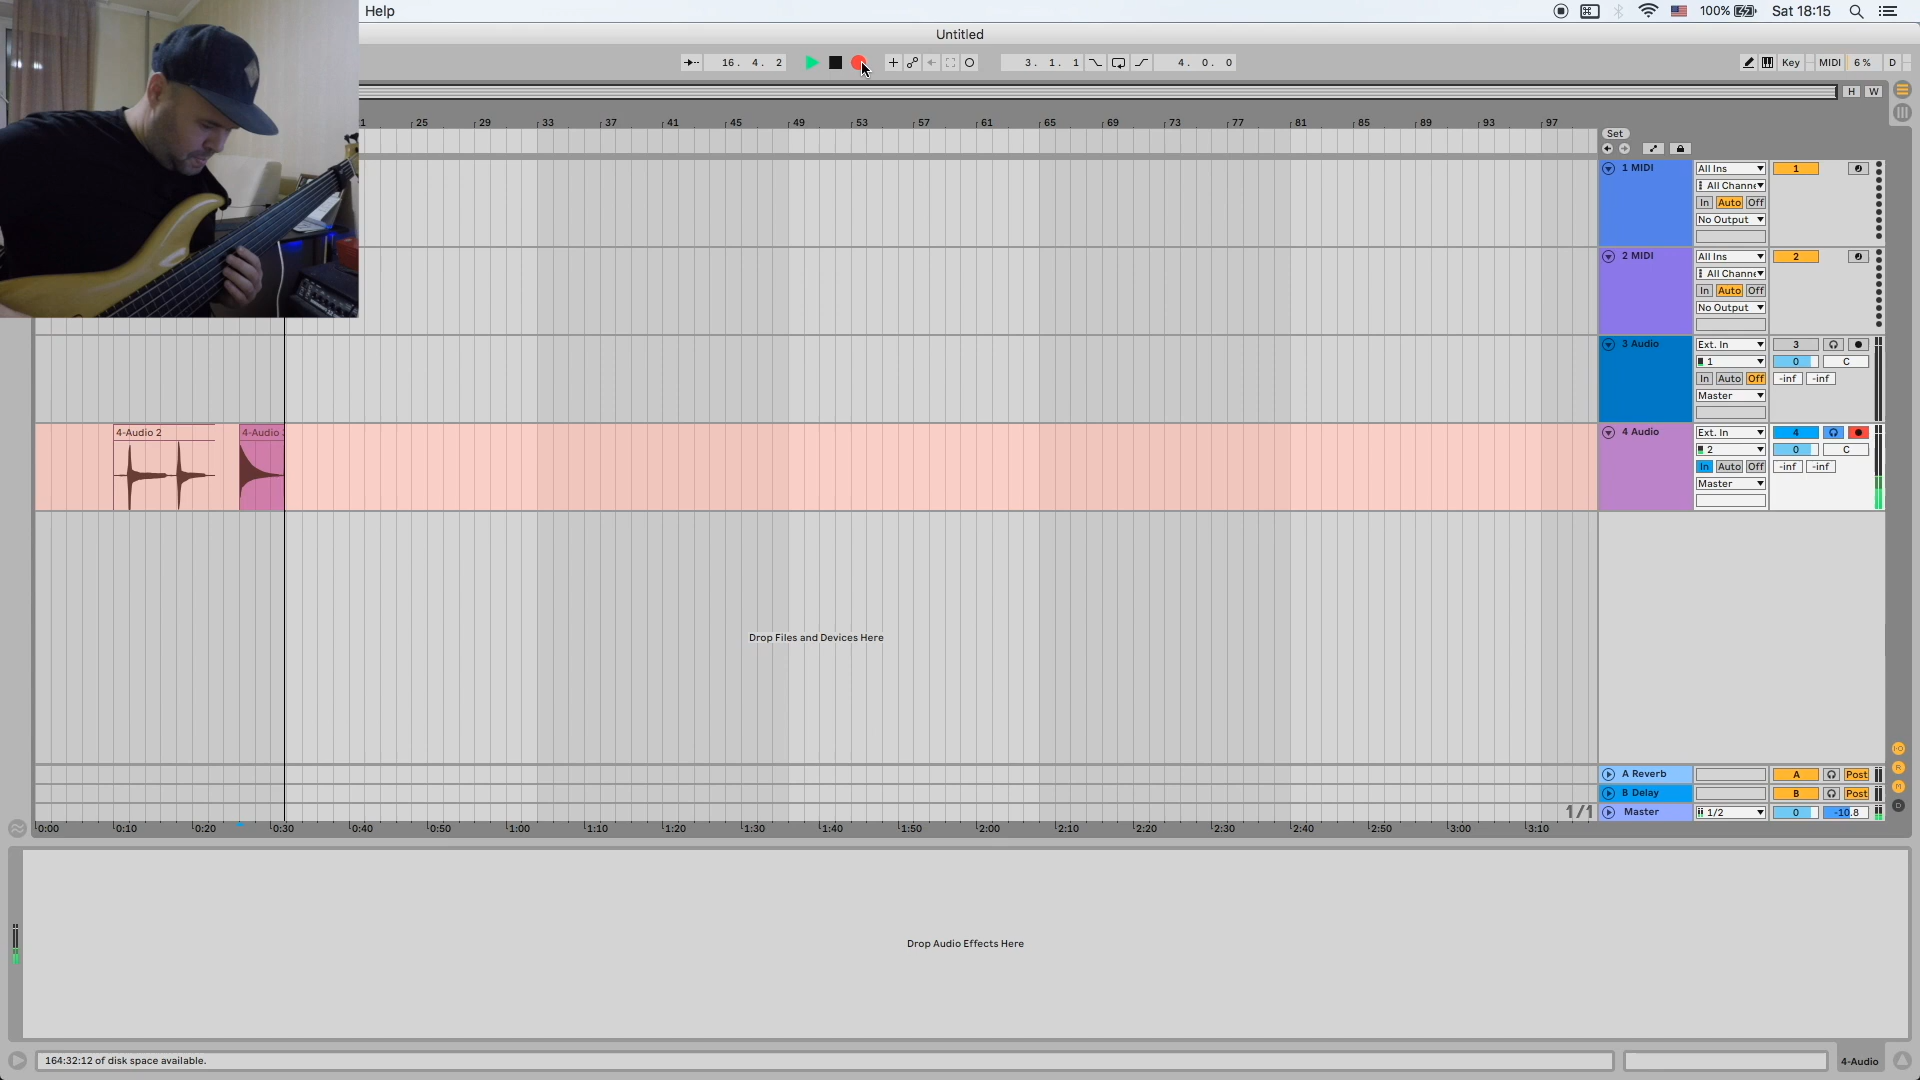 Help
100%
Sat 18:15
Untitled
16. 4. 2
3. 1. 1
4. 0. 0
Key
MIDI
6 %
D
H
W
25 29 33 37 41 45 49 53 57 61 65 69 73 77 81 85 89 93 97
Set
1 MIDI
All Ins
1
All Channe
In Auto Off
No Output
2 MIDI
All Ins
2
All Channe
In Auto Off
No Output
3 Audio
Ext. In
3
1
0
C
In Auto Off
-inf -inf
Master
4-Audio 2
4-Audio
4 Audio
Ext. In
4
2
0
C
In Auto Off
-inf -inf
Master
Drop Files and Devices Here
A Reverb
A
Post
B Delay
B
Post
1/1
Master
1/2
0
-10.8
0:00 0:10 0:20 0:30 0:40 0:50 1:00 1:10 1:20 1:30 1:40 1:50 2:00 2:10 2:20 2:30 2:40 2:50 3:00 3:10
Drop Audio Effects Here
164:32:12 of disk space available.
4-Audio